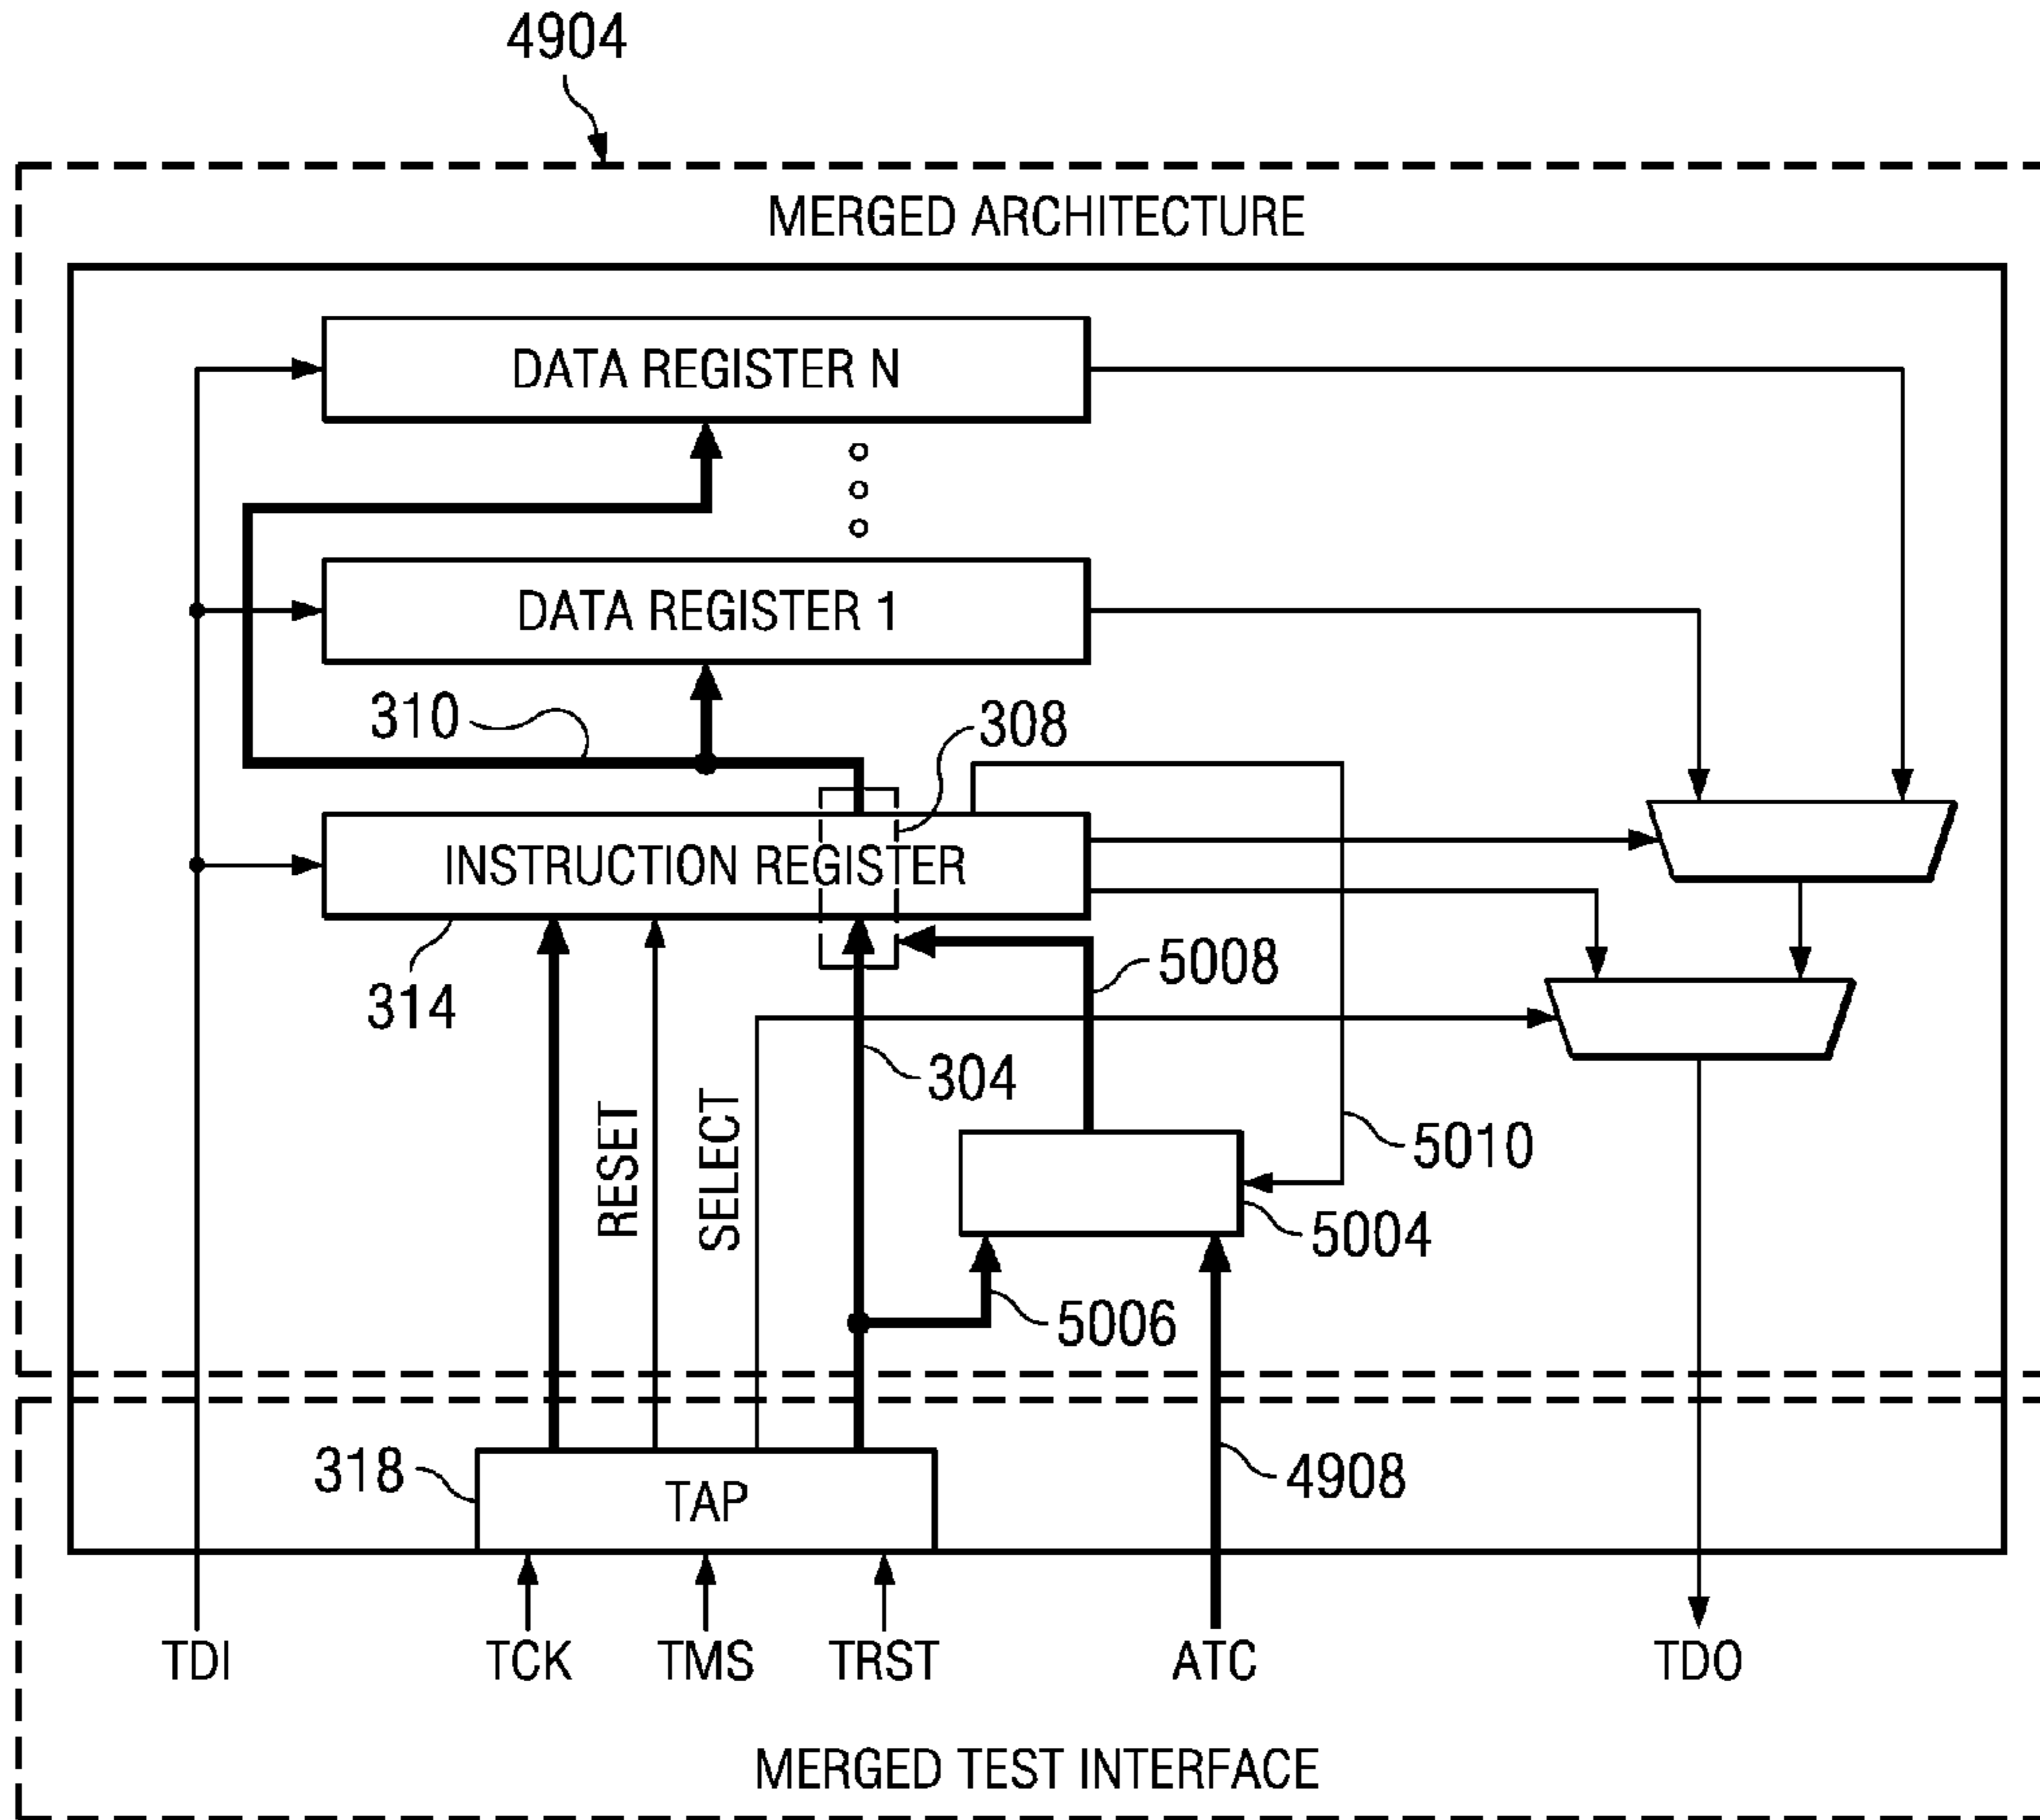 4904
MERGED ARCHITECTURE
DATA REGISTER N
DATA REGISTER 1
310
308
INSTRUCTION REGISTER
314
5008
304
RESET
SELECT
5010
5004
5006
318
TAP
4908
TDI
TCK
TMS
TRST
ATC
TDO
MERGED TEST INTERFACE